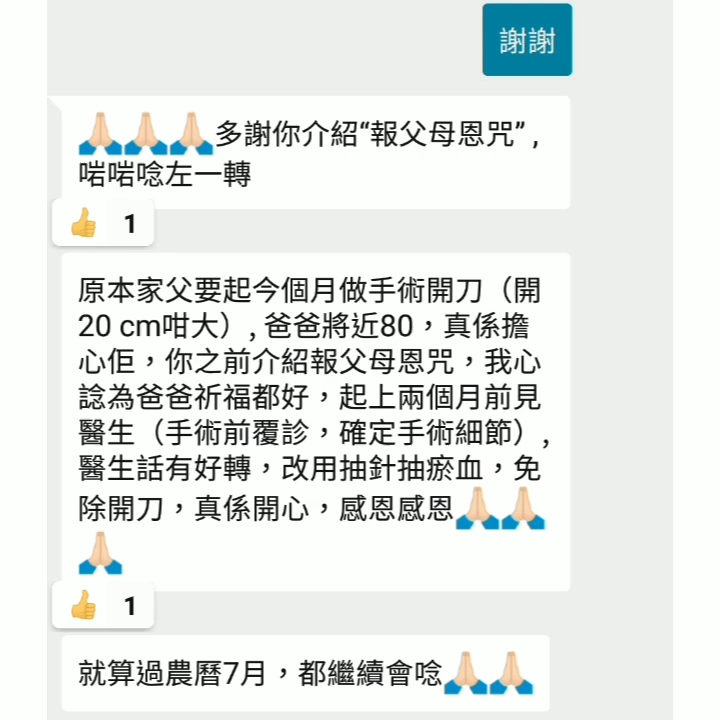 謝謝
🙏🏻🙏🏻🙏🏻多謝你介紹“報父母恩咒”,
啱啱唸左一轉
👍 1
原本家父要起今個月做手術開刀（開
20 cm咁大）, 爸爸將近80，真係擔
心佢，你之前介紹報父母恩咒，我心
諗為爸爸祈福都好，起上兩個月前見
醫生（手術前覆診，確定手術細節）,
醫生話有好轉，改用抽針抽瘀血，免
除開刀，真係開心，感恩感恩🙏🏻🙏🏻
🙏🏻
👍 1
就算過農曆7月，都繼續會唸🙏🏻🙏🏻